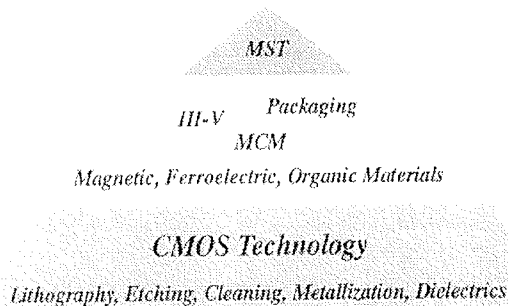 MST
III-V Packaging
MCM
Magnetic, Ferroelectric, Organic Materials
CMOS Technology
Lithography, Etching, Cleaning, Metallization, Dielectrics